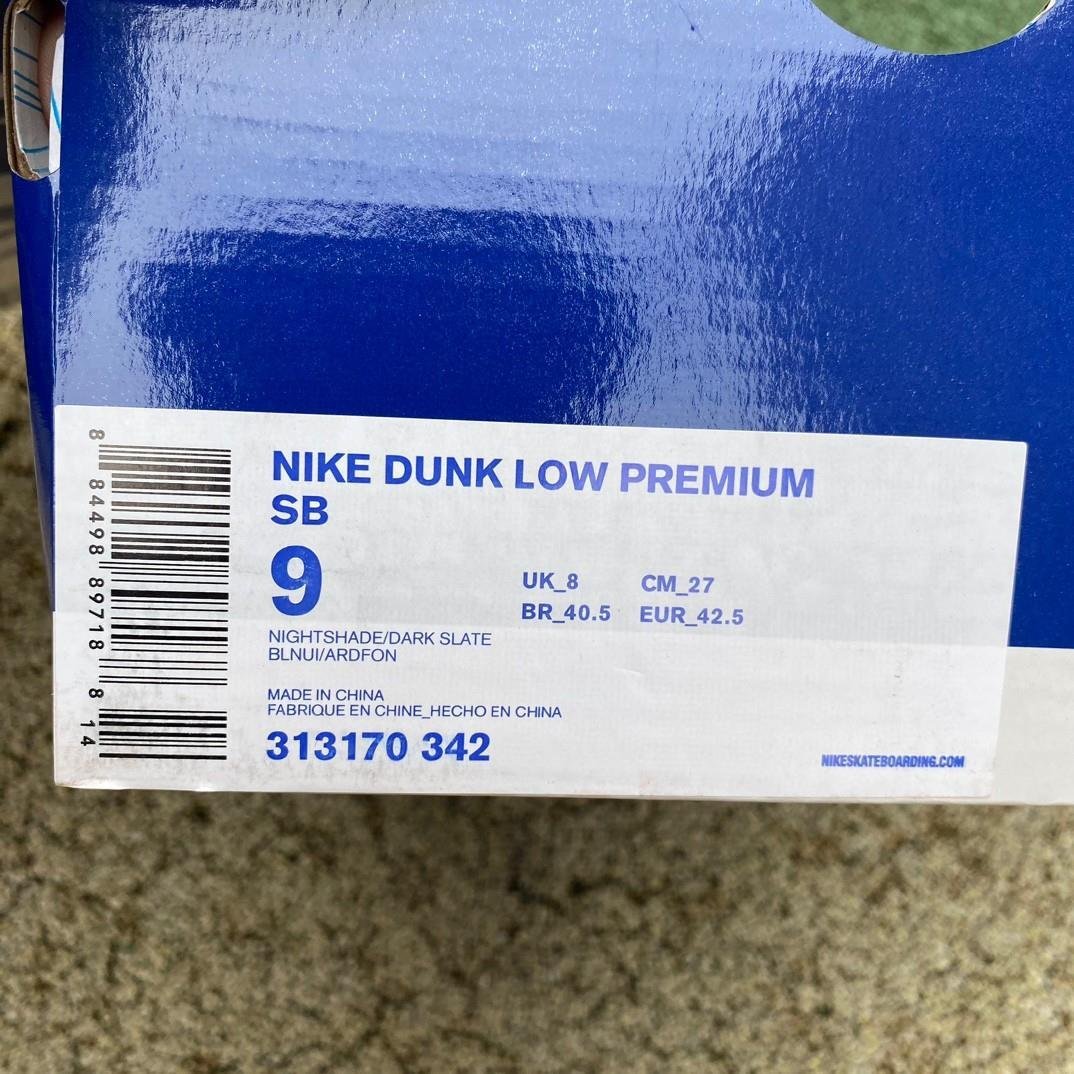 NIKE DUNK LOW PREMIUM
SB
9
UK_8 CM_27
BR_40.5 EUR_42.5
NIGHTSHADE/DARK SLATE
BLNUI/ARDFON
MADE IN CHINA
FABRIQUE EN CHINE_HECHO EN CHINA
313170 342
NIKESKATEBOARDING.COM
8 84498 89718 8 14